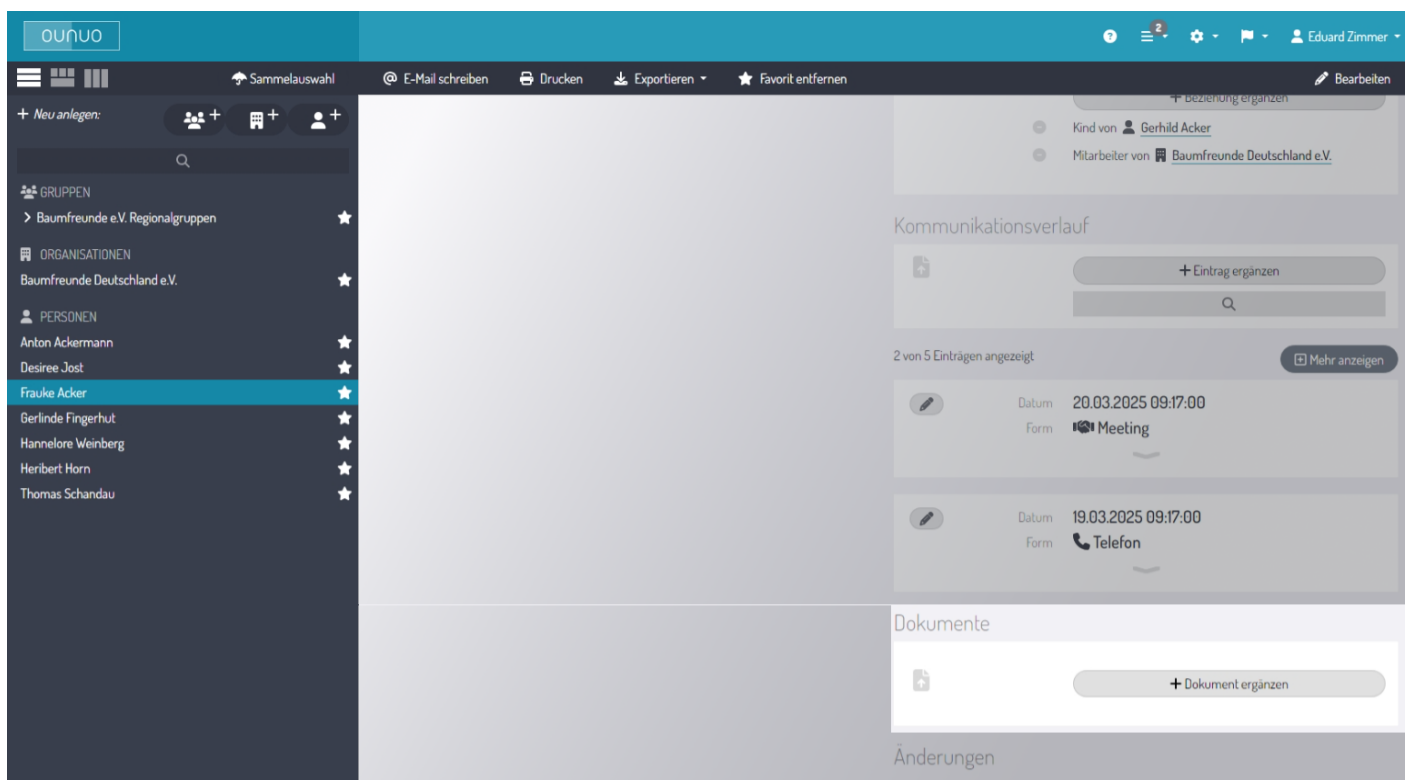 ounuo
2
Eduard Zimmer
Sammelauswahl
@ E-Mail schreiben
Drucken
Exportieren
Favorit entfernen
Bearbeiten
+ Neu anlegen:
GRUPPEN
Baumfreunde e.V. Regionalgruppen
ORGANISATIONEN
Baumfreunde Deutschland e.V.
PERSONEN
Anton Ackermann
Desiree Jost
Frauke Acker
Gerlinde Fingerhut
Hannelore Weinberg
Heribert Horn
Thomas Schandau
+ Beziehung ergänzen
Kind von Gerhild Acker
Mitarbeiter von Baumfreunde Deutschland e.V.
Kommunikationsverlauf
+ Eintrag ergänzen
2 von 5 Einträgen angezeigt
Mehr anzeigen
Datum 20.03.2025 09:17:00
Form Meeting
Datum 19.03.2025 09:17:00
Form Telefon
Dokumente
+ Dokument ergänzen
Änderungen